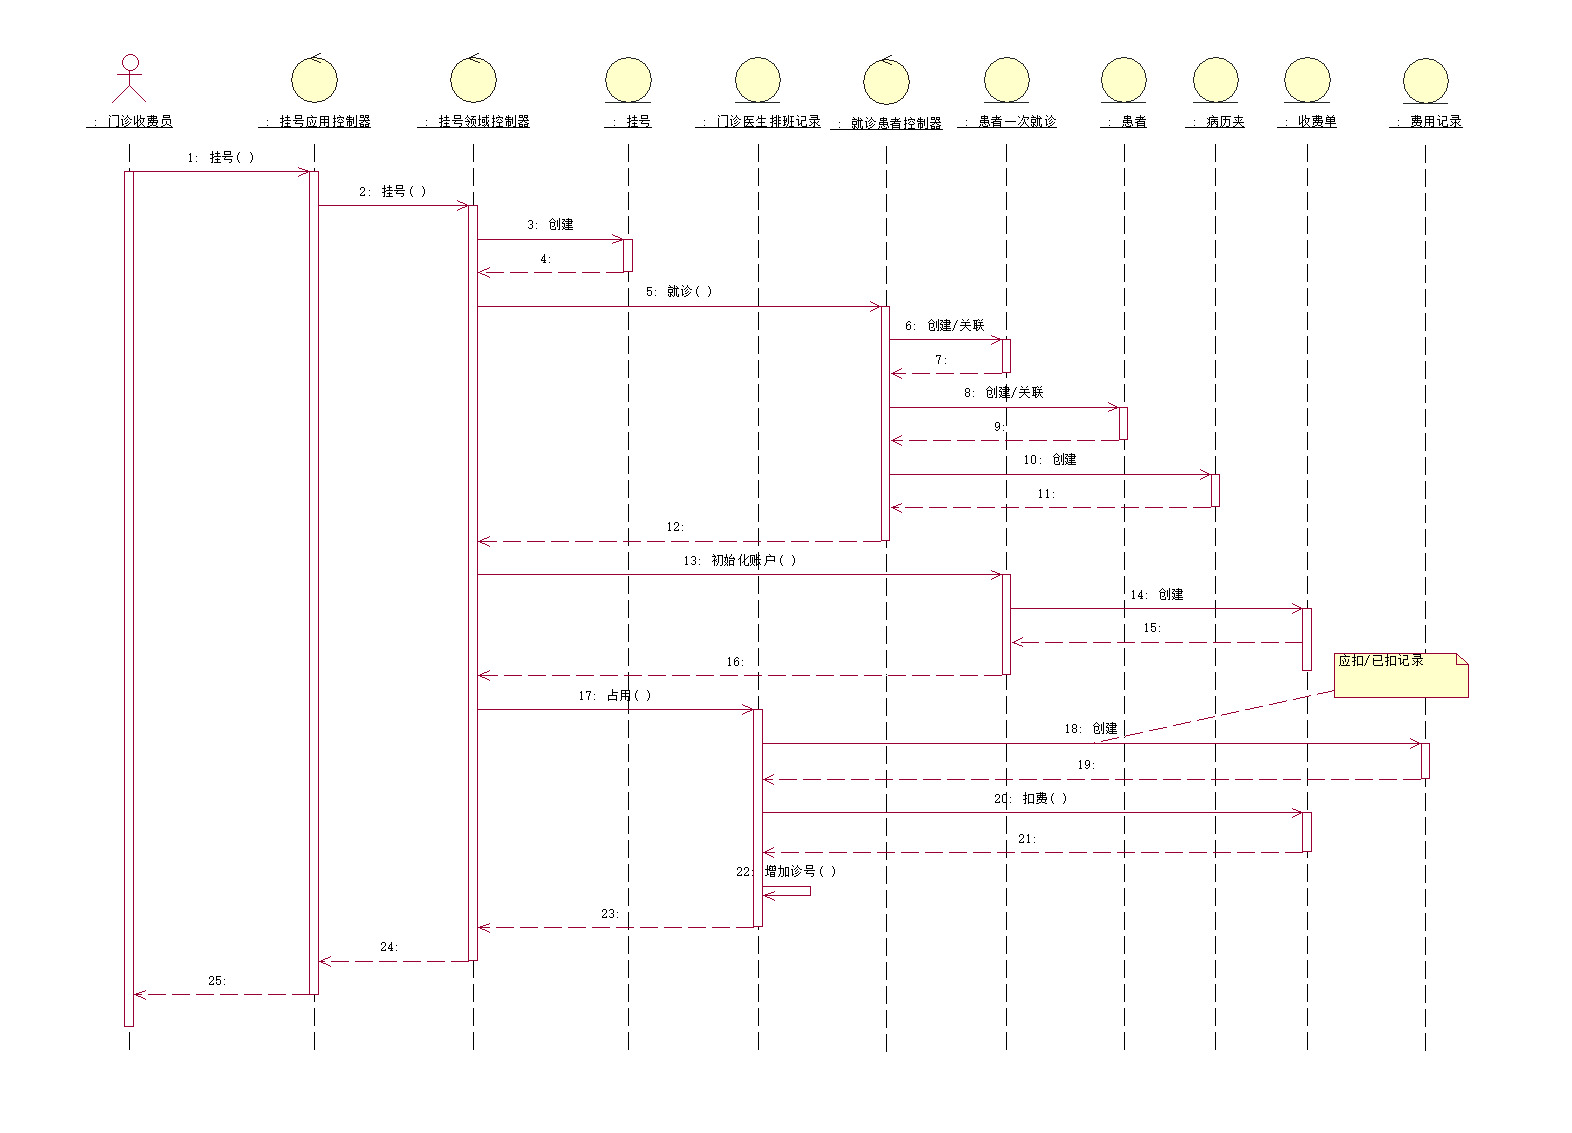 : 门诊收费员
: 挂号应用控制器
: 挂号领域控制器
: 挂号
: 门诊医生排班记录
: 就诊患者控制器
: 患者一次就诊
: 患者
: 病历夹
: 收费单
: 费用记录
1: 挂号( )
2: 挂号( )
3: 创建
4:
5: 就诊( )
6: 创建/关联
7:
8: 创建/关联
9:
10: 创建
11:
12:
13: 初始化账户( )
14: 创建
15:
16:
应扣/已扣记录
17: 占用( )
18: 创建
19:
20: 扣费( )
21:
22: 增加诊号( )
23:
24:
25: